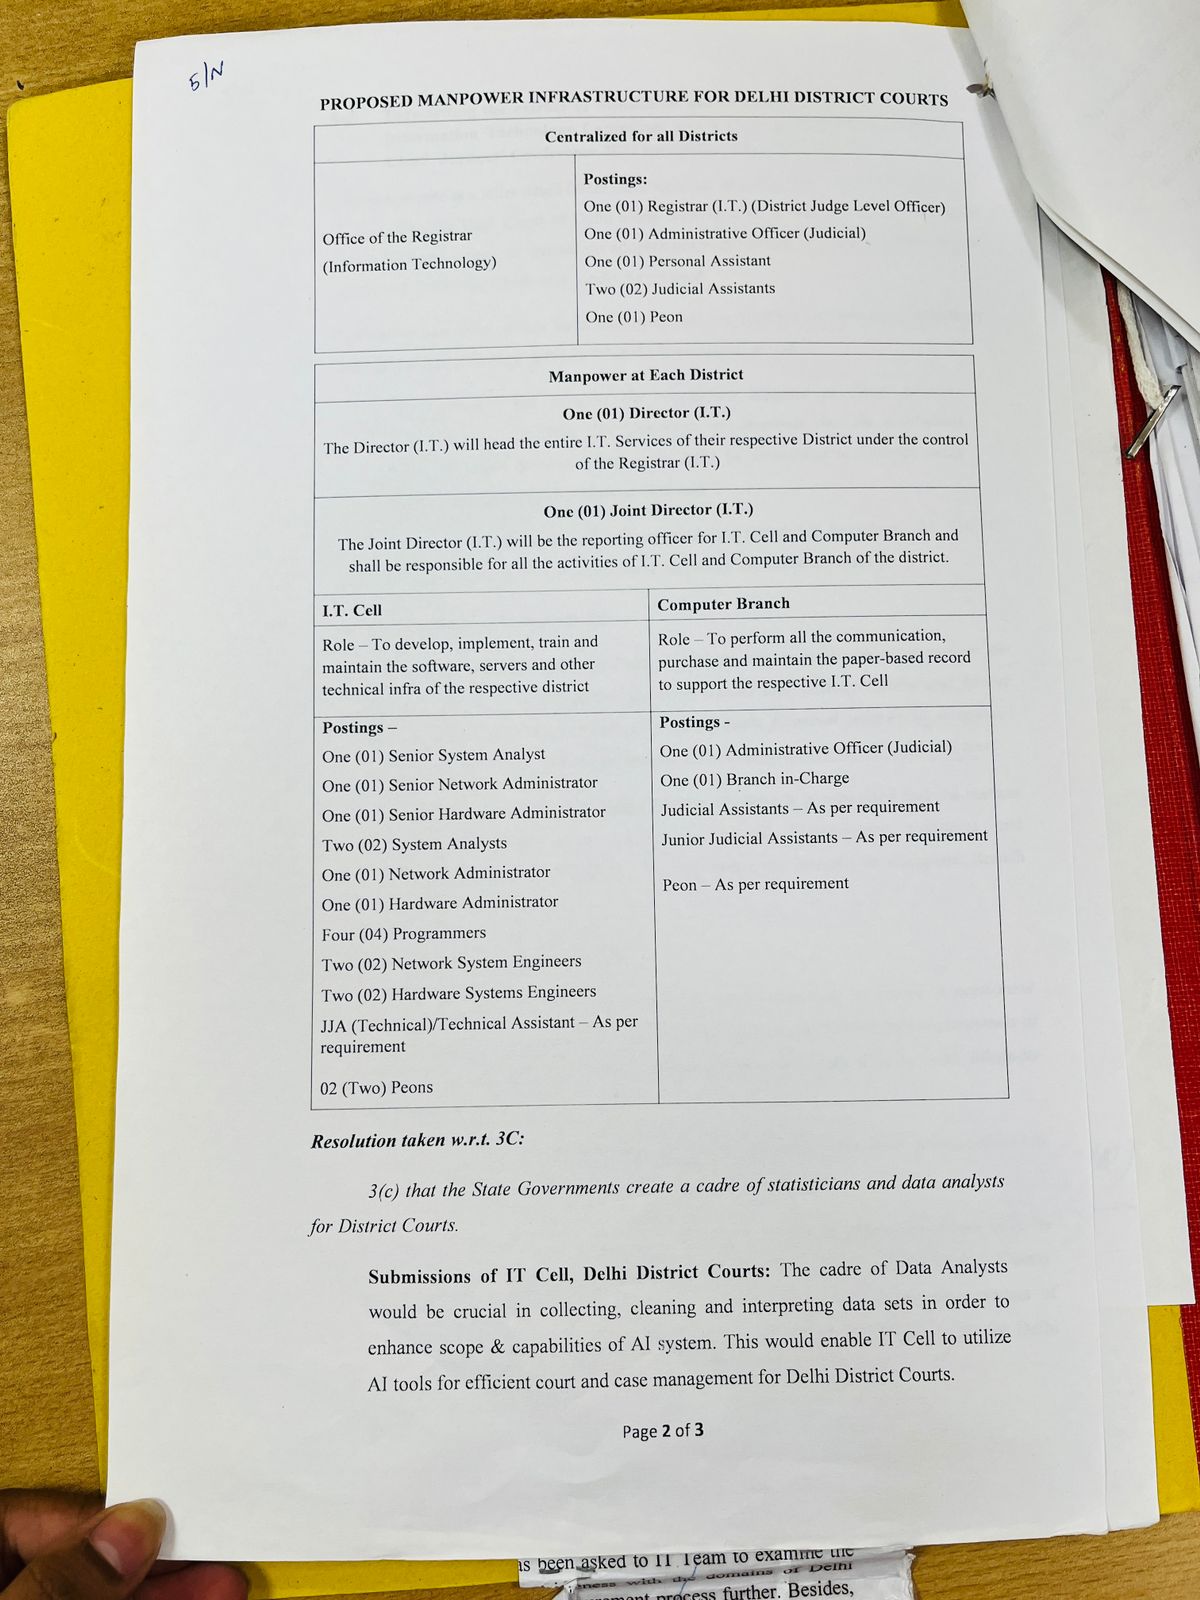 5/N
PROPOSED MANPOWER INFRASTRUCTURE FOR DELHI DISTRICT COURTS
Centralized for all Districts
Office of the Registrar
(Information Technology)
Postings:
One (01) Registrar (I.T.) (District Judge Level Officer)
One (01) Administrative Officer (Judicial)
One (01) Personal Assistant
Two (02) Judicial Assistants
One (01) Peon
Manpower at Each District
One (01) Director (I.T.)
The Director (I.T.) will head the entire I.T. Services of their respective District under the control
of the Registrar (I.T.)
One (01) Joint Director (I.T.)
The Joint Director (I.T.) will be the reporting officer for I.T. Cell and Computer Branch and
shall be responsible for all the activities of I.T. Cell and Computer Branch of the district.
I.T. Cell
Role – To develop, implement, train and
maintain the software, servers and other
technical infra of the respective district
Postings –
One (01) Senior System Analyst
One (01) Senior Network Administrator
One (01) Senior Hardware Administrator
Two (02) System Analysts
One (01) Network Administrator
One (01) Hardware Administrator
Four (04) Programmers
Two (02) Network System Engineers
Two (02) Hardware Systems Engineers
JJA (Technical)/Technical Assistant – As per
requirement
02 (Two) Peons
Computer Branch
Role – To perform all the communication,
purchase and maintain the paper-based record
to support the respective I.T. Cell
Postings -
One (01) Administrative Officer (Judicial)
One (01) Branch in-Charge
Judicial Assistants – As per requirement
Junior Judicial Assistants – As per requirement
Peon – As per requirement
Resolution taken w.r.t. 3C:
3(c) that the State Governments create a cadre of statisticians and data analysts
for District Courts.
Submissions of IT Cell, Delhi District Courts: The cadre of Data Analysts
would be crucial in collecting, cleaning and interpreting data sets in order to
enhance scope & capabilities of AI system. This would enable IT Cell to utilize
AI tools for efficient court and case management for Delhi District Courts.
Page 2 of 3
been asked to IT Team to examine the
with the domains of Delhi
process further. Besides,